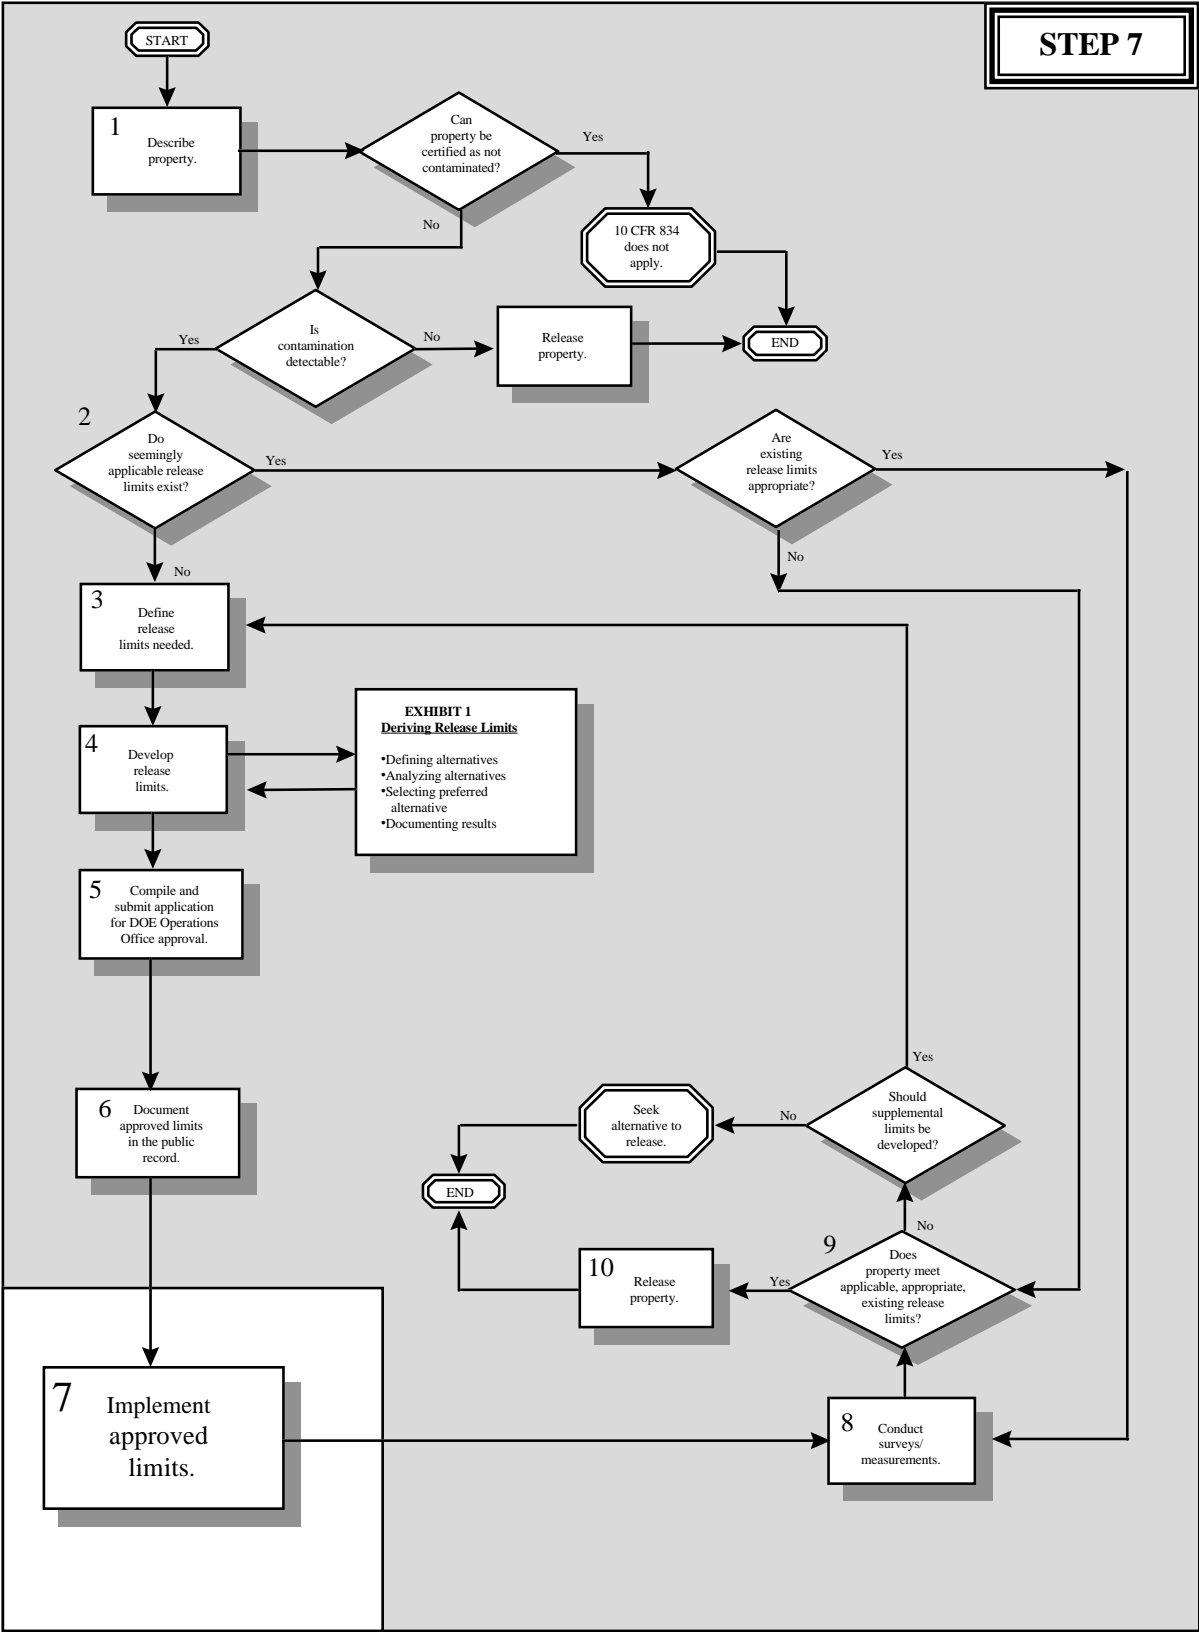 START
STEP 7
1
Describe
property.
Can
property be
certified as not
contaminated?
Yes
No
10 CFR 834
does not
apply.
Is
contamination
detectable?
Yes
No
Release
property.
END
2
Do
seemingly
applicable release
limits exist?
Yes
No
Are
existing
release limits
appropriate?
Yes
No
3
Define
release
limits needed.
4
Develop
release
limits.
EXHIBIT 1
Deriving Release Limits
•Defining alternatives
•Analyzing alternatives
•Selecting preferred
alternative
•Documenting results
5
Compile and
submit application
for DOE Operations
Office approval.
6
Document
approved limits
in the public
record.
Yes
Should
supplemental
limits be
developed?
No
Seek
alternative to
release.
END
No
9
Does
property meet
applicable, appropriate,
existing release
limits?
Yes
10
Release
property.
7
Implement
approved
limits.
8
Conduct
surveys/
measurements.